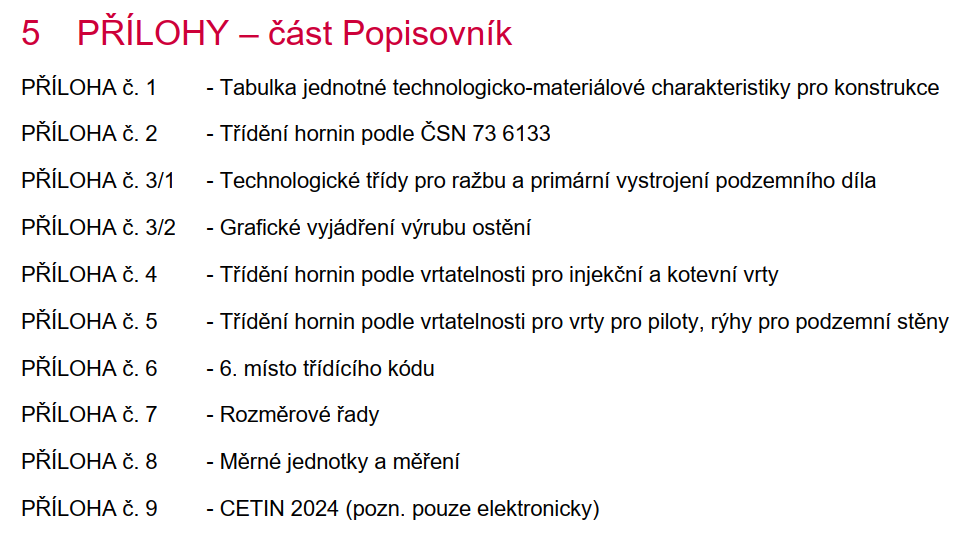 5 PŘÍLOHY – část Popisovník
PŘÍLOHA č. 1 - Tabulka jednotné technologicko-materiálové charakteristiky pro konstrukce
PŘÍLOHA č. 2 - Třídění hornin podle ČSN 73 6133
PŘÍLOHA č. 3/1 - Technologické třídy pro ražbu a primární vystrojení podzemního díla
PŘÍLOHA č. 3/2 - Grafické vyjádření výrubu ostění
PŘÍLOHA č. 4 - Třídění hornin podle vrtatelnosti pro injekční a kotevní vrty
PŘÍLOHA č. 5 - Třídění hornin podle vrtatelnosti pro vrty pro piloty, rýhy pro podzemní stěny
PŘÍLOHA č. 6 - 6. místo třídícího kódu
PŘÍLOHA č. 7 - Rozměrové řady
PŘÍLOHA č. 8 - Měrné jednotky a měření
PŘÍLOHA č. 9 - CETIN 2024 (pozn. pouze elektronicky)